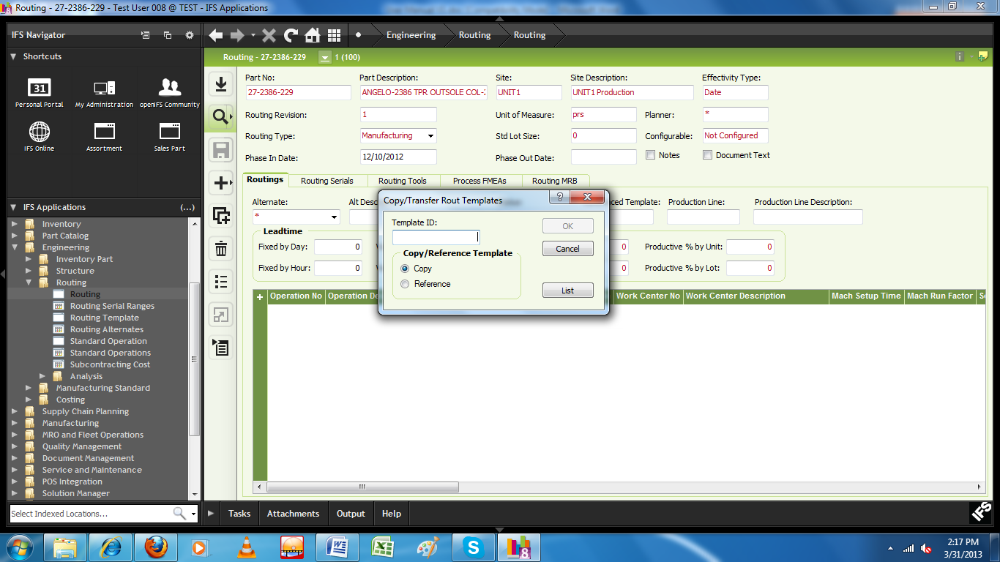 Routing - 27-2386-229 - Test User 008 @ TEST - IFS Applications
IFS Navigator
Engineering
Routing
Routing
Shortcuts
Routing - 27-2386-229
1 (100)
31
Personal Portal
My Administration
openIFS Community
IFS Online
Assortment
Sales Part
Part No:
Part Description:
Site:
Site Description:
Effectivity Type:
27-2386-229
ANGELO-2386 TPR OUTSOLE COL-
UNIT1
UNIT1 Production
Date
Routing Revision:
1
Unit of Measure:
prs
Planner:
*
Routing Type:
Manufacturing
Std Lot Size:
0
Configurable:
Not Configured
Phase In Date:
12/10/2012
Phase Out Date:
Notes
Document Text
Routings
Routing Serials
Routing Tools
Process FMEAs
Routing MRB
IFS Applications
(...)
Inventory
Part Catalog
Engineering
Inventory Part
Structure
Routing
Routing
Routing Serial Ranges
Routing Template
Routing Alternates
Standard Operation
Standard Operations
Subcontracting Cost
Analysis
Manufacturing Standard
Costing
Supply Chain Planning
Manufacturing
MRO and Fleet Operations
Quality Management
Document Management
Service and Maintenance
POS Integration
Solution Manager
Select Indexed Locations...
Alternate:
Alt Desc
Template:
Production Line:
Production Line Description:
*
Leadtime
Fixed by Day:
0
0
Productive % by Unit:
0
Fixed by Hour:
0
0
Productive % by Lot:
0
Copy/Transfer Rout Templates
?
Template ID:
OK
Cancel
Copy/Reference Template
Copy
Reference
List
+
Operation No
Operation De
Work Center No
Work Center Description
Mach Setup Time
Mach Run Factor
Tasks
Attachments
Output
Help
IFS
8
2:17 PM
3/31/2013